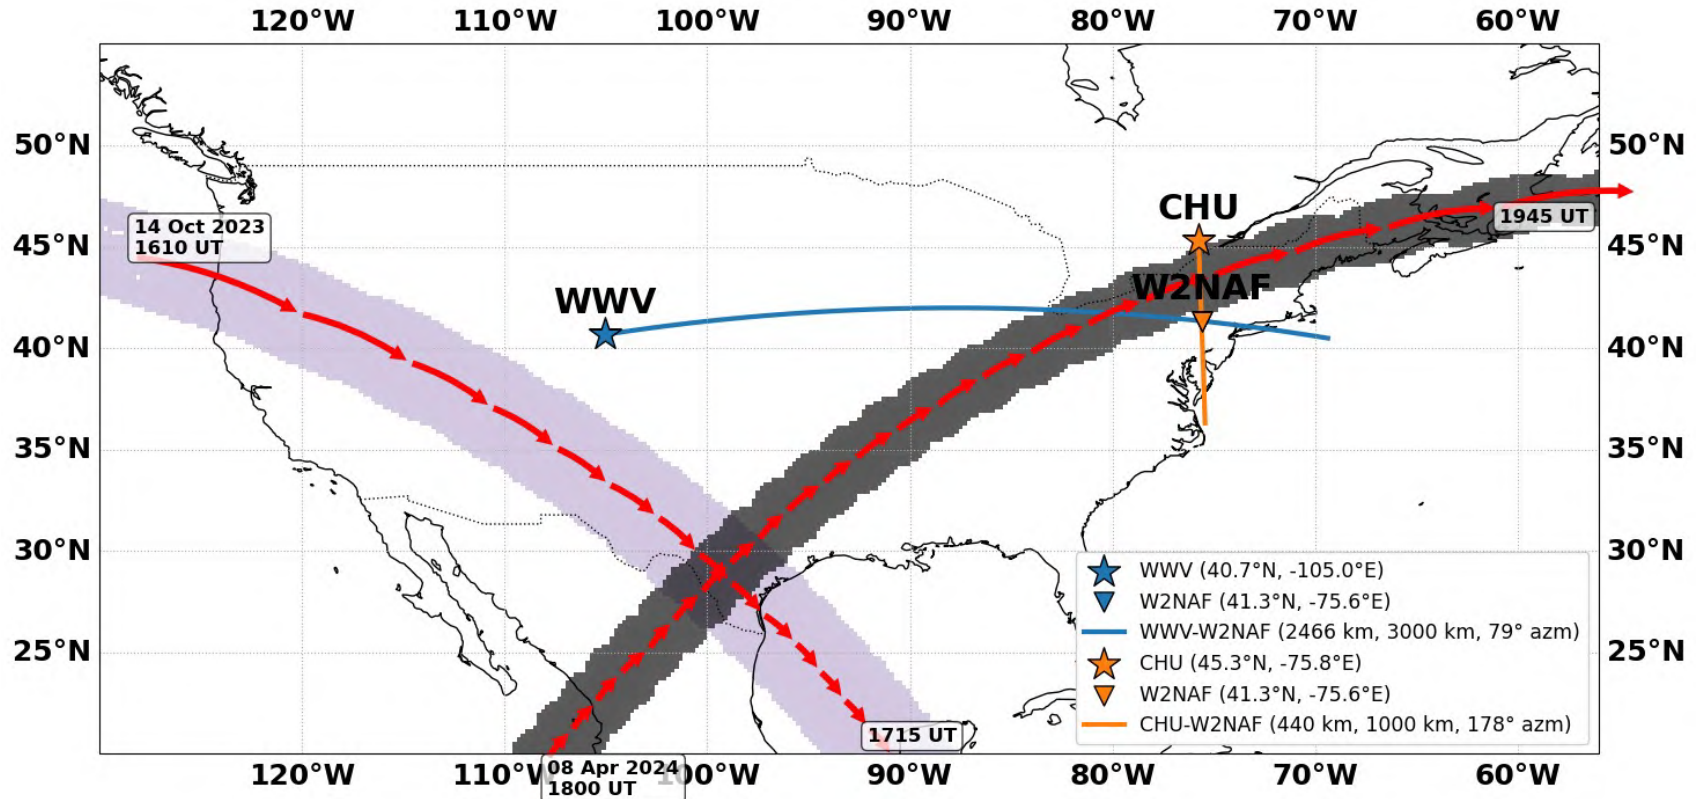 120°W 110°W 100°W 90°W 80°W 70°W 60°W
50°N 50°N
CHU
14 Oct 2023
1610 UT
1945 UT
45°N 45°N
WWV
W2NAF
40°N 40°N
35°N 35°N
30°N 30°N
WWV (40.7°N, -105.0°E)
W2NAF (41.3°N, -75.6°E)
WWV-W2NAF (2466 km, 3000 km, 79° azm)
25°N 25°N
CHU (45.3°N, -75.8°E)
W2NAF (41.3°N, -75.6°E)
CHU-W2NAF (440 km, 1000 km, 178° azm)
1715 UT
08 Apr 2024
1800 UT
120°W 110°W 100°W 90°W 80°W 70°W 60°W